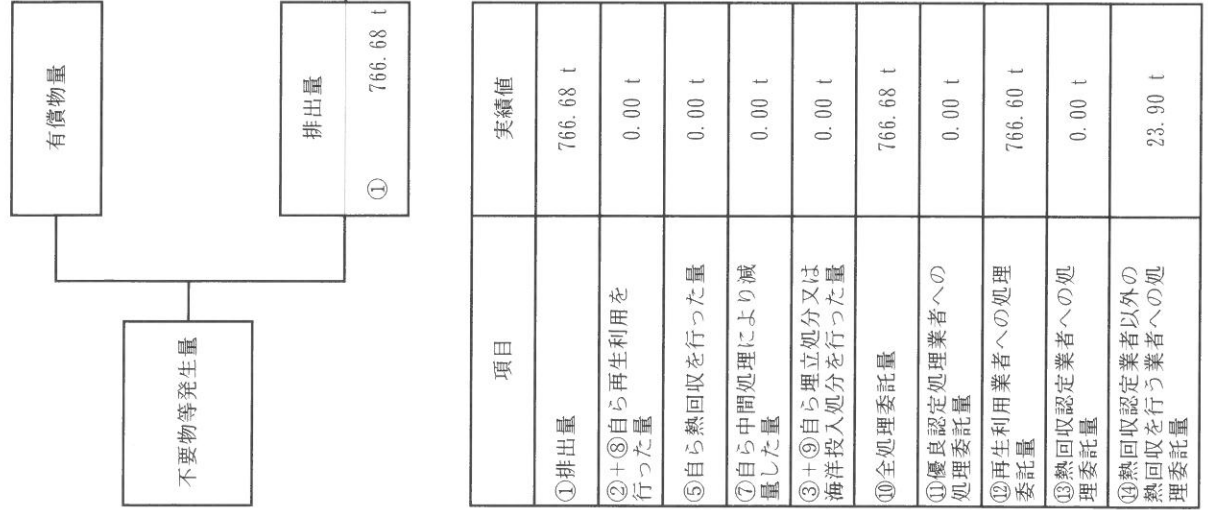 有償物量
排出量
① 766.68 t
不要物等発生量
項目 実績値
①排出量 766.68 t
②+⑧自ら再生利用を
行った量 0.00 t
⑤自ら熱回収を行った量 0.00 t
⑦自ら中間処理により減
量した量 0.00 t
③+⑨自ら埋立処分又は
海洋投入処分を行った量 0.00 t
⑩全処理委託量 766.68 t
⑪優良認定処理業者への
処理委託量 0.00 t
⑫再生利用業者への処理
委託量 766.60 t
⑬熱回収認定業者への処
理委託量 0.00 t
⑭熱回収認定業者以外の
熱回収を行う業者への処
理委託量 23.90 t